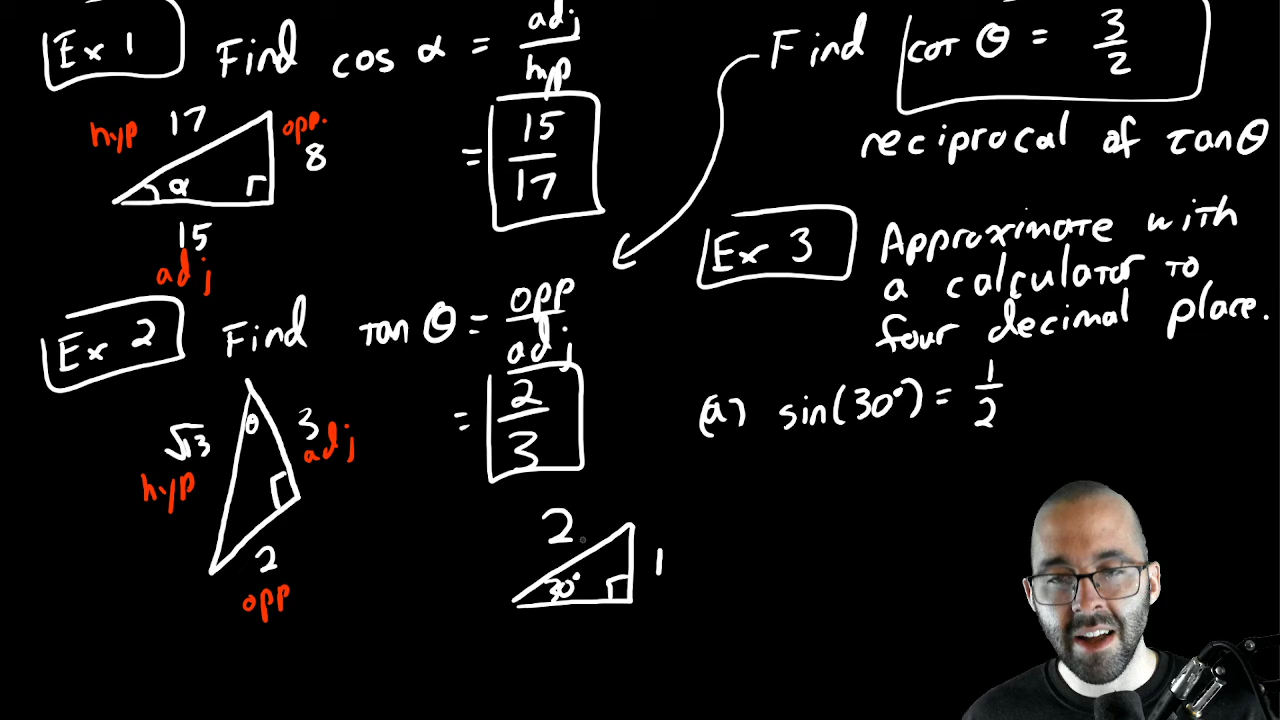 Ex 1 Find cos α = adj/hyp
= 15/17
hyp 17 opp. 8
α
15
adj
Ex 2 Find tan θ = opp/adj
= 2/3
θ
√13 3
hyp adj
2
opp
Find cot θ = 3/2
reciprocal of tan θ
Ex 3 Approximate with
a calculator to
four decimal place.
(a) sin(30°) = 1/2
2
30° 1